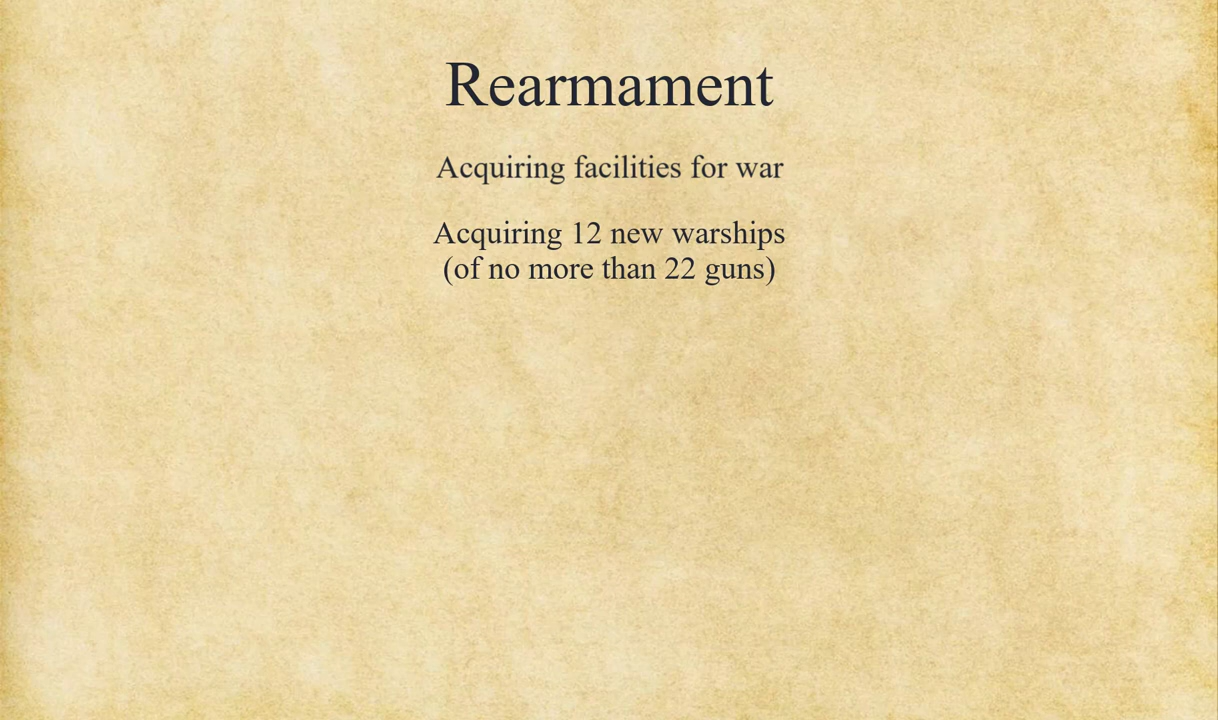 Rearmament
Acquiring facilities for war
Acquiring 12 new warships
(of no more than 22 guns)